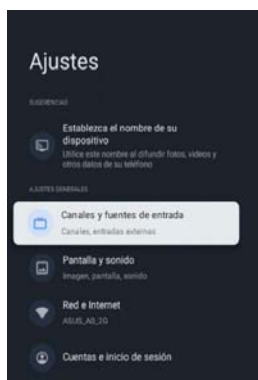 Ajustes
SUGERENCIAS
Establezca el nombre de su
dispositivo
Utilice este nombre al difundir fotos, videos y
otros datos de su teléfono
AJUSTES GENERALES
Canales y fuentes de entrada
Canales, entradas externas
Pantalla y sonido
Imagen, pantalla, sonido
Red e Internet
ASUS_A0_2G
Cuentas e inicio de sesión